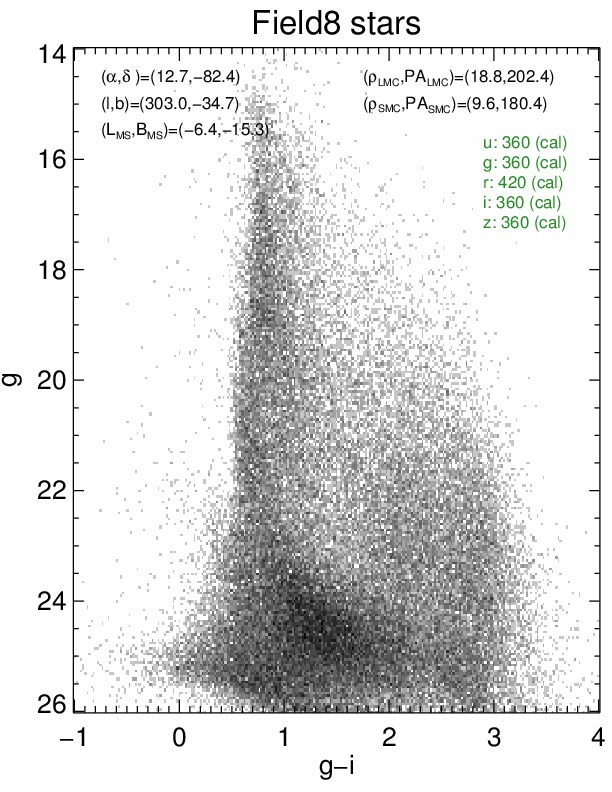 Field8 stars
(α,δ )=(12.7,−82.4)
(l,b)=(303.0,−34.7)
(LMS,BMS)=(−6.4,−15.3)
(ρLMC,PALMC)=(18.8,202.4)
(ρSMC,PASMC)=(9.6,180.4)
u: 360 (cal)
g: 360 (cal)
r: 420 (cal)
i: 360 (cal)
z: 360 (cal)
14
16
18
20
22
24
26
g
−1 0 1 2 3 4
g−i